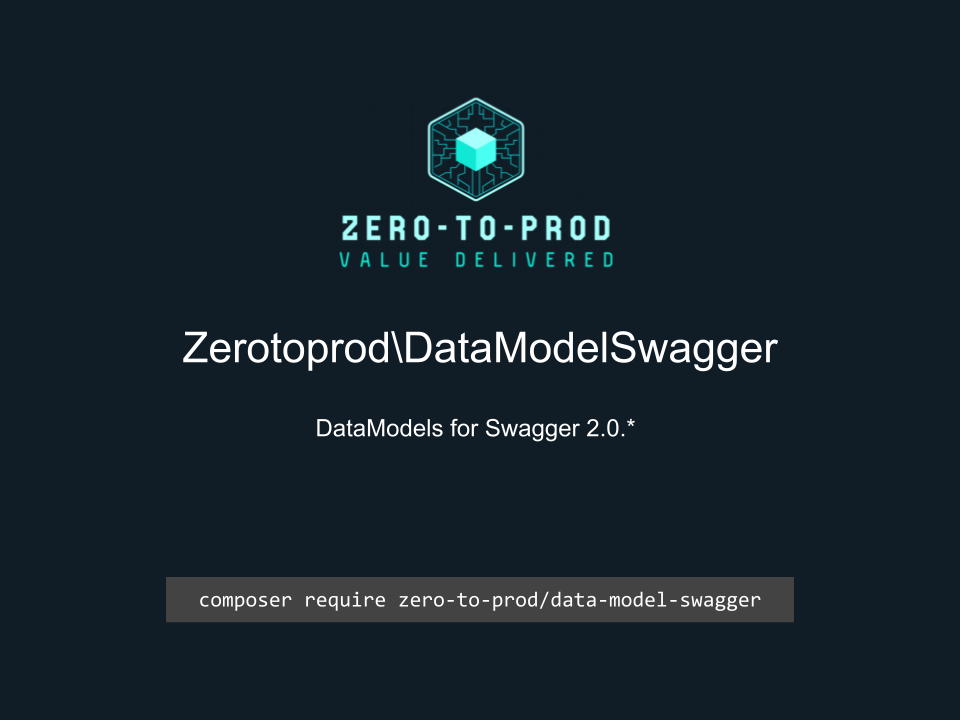 ZERO-TO-PROD
VALUE DELIVERED
Zerotoprod\DataModelSwagger
DataModels for Swagger 2.0.*
composer require zero-to-prod/data-model-swagger